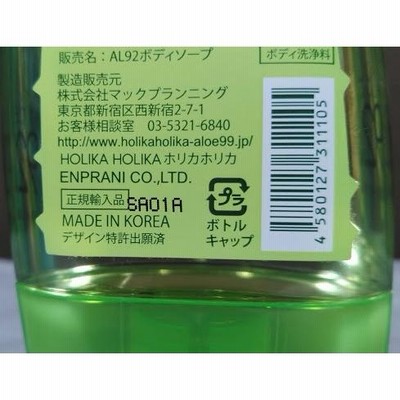 販売名：AL92ボディソープ
ボディ洗浄料
製造販売元
株式会社マックプランニング
東京都新宿区西新宿2-7-1
お客様相談室 03-5321-6840
http://www.holikaholika-aloe99.jp/
HOLIKA HOLIKA ホリカホリカ
ENPRANI CO.,LTD.
正規輸入品 SA01A
MADE IN KOREA
デザイン特許出願済
プラ
ボトル
キャップ
4 580127 311105